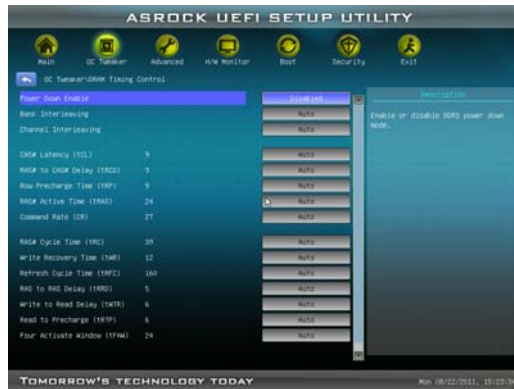 ASROCK UEFI SETUP UTILITY
Main OC Tweaker Advanced H/W Monitor Boot Security Exit
OC Tweaker\DRAM Timing Control
Power Down Enable Disabled
Bank Interleaving Auto
Channel Interleaving Auto
CAS# Latency (tCL) 9 Auto
RAS# to CAS# Delay (tRCD) 9 Auto
Row Precharge Time (tRP) 9 Auto
RAS# Active Time (tRAS) 24 Auto
Command Rate (CR) 2T Auto
RAS# Cycle Time (tRC) 39 Auto
Write Recovery Time (tWR) 12 Auto
Refresh Cycle Time (tRFC) 160 Auto
RAS to RAS Delay (tRRD) 5 Auto
Write to Read Delay (tWTR) 6 Auto
Read to Precharge (tRTP) 6 Auto
Four Activate Window (tFAW) 24 Auto
Description
Enable or disable DDR3 power down
mode.
TOMORROW'S TECHNOLOGY TODAY
Mon 08/22/2011,